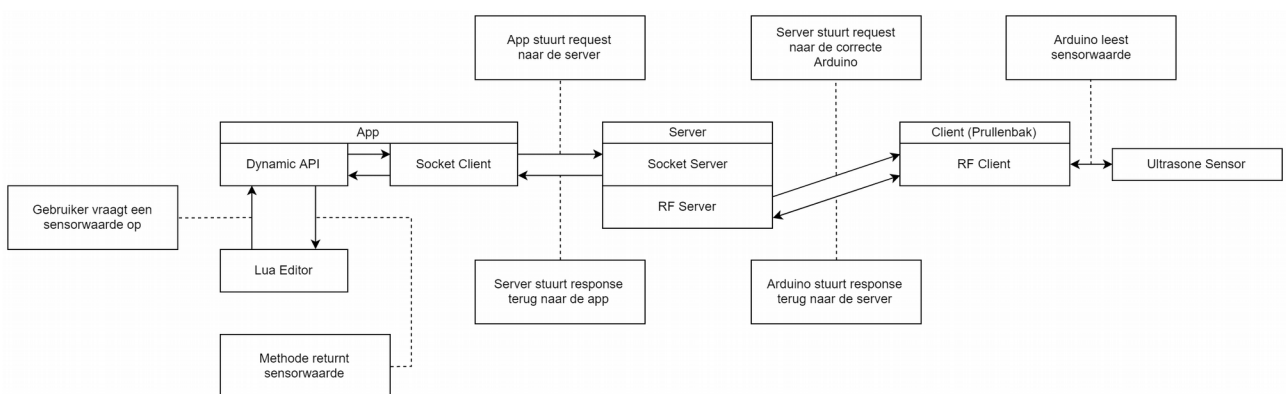 App stuurt request
naar de server
Server stuurt request
naar de correcte
Arduino
Arduino leest
sensorwaarde
App
Dynamic API
Socket Client
Server
Socket Server
RF Server
Client (Prullenbak)
RF Client
Ultrasone Sensor
Gebruiker vraagt een
sensorwaarde op
Lua Editor
Server stuurt response
terug naar de app
Arduino stuurt response
terug naar de server
Methode returnt
sensorwaarde